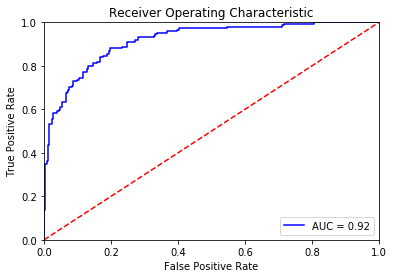 Receiver Operating Characteristic
True Positive Rate
1.0
0.8
0.6
0.4
0.2
0.0
AUC = 0.92
0.0 0.2 0.4 0.6 0.8 1.0
False Positive Rate